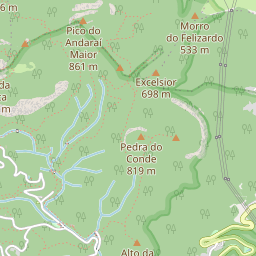 Pico do
Andaraí
Maior
861 m
Morro
do Felizardo
533 m
Excelsior
698 m
Pedra do
Conde
819 m
Alto da